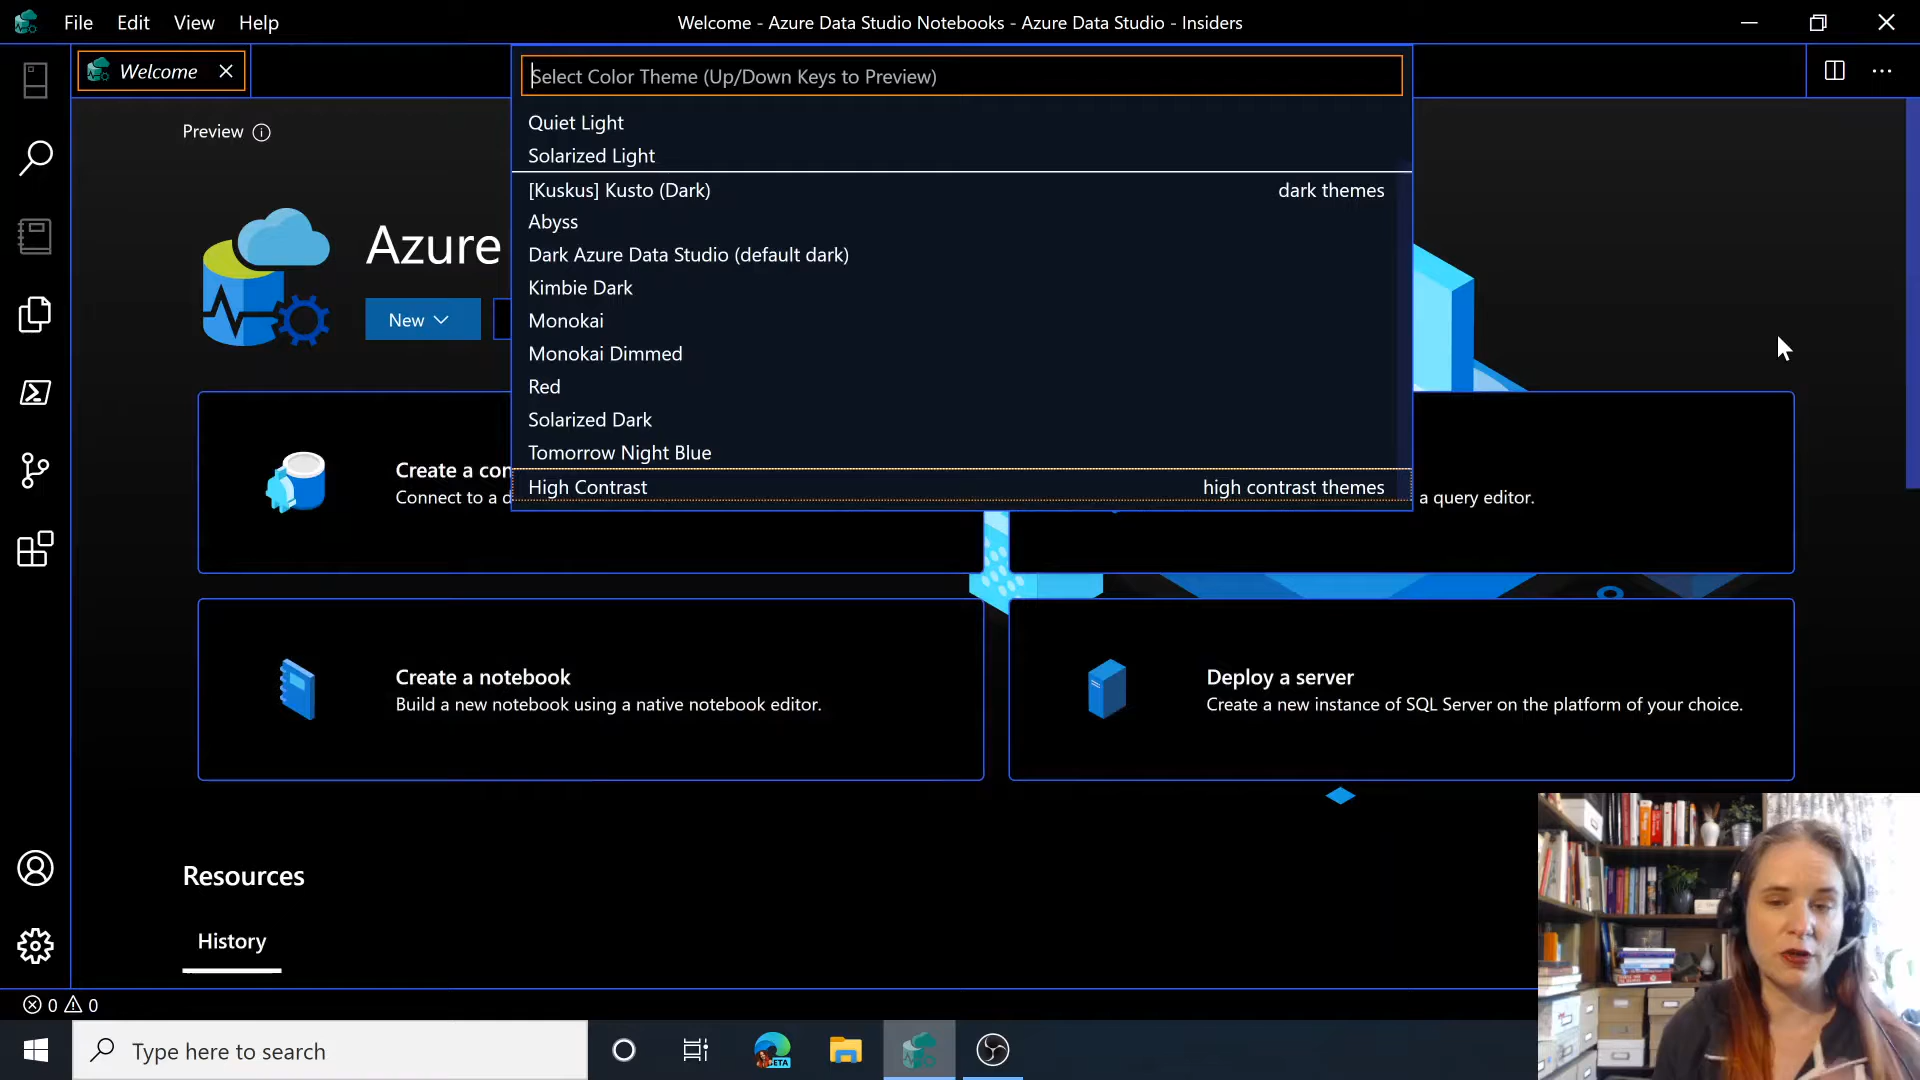 File Edit View Help
Welcome - Azure Data Studio Notebooks - Azure Data Studio - Insiders
Welcome
Select Color Theme (Up/Down Keys to Preview)
Quiet Light
Solarized Light
[Kuskus] Kusto (Dark) dark themes
Abyss
Dark Azure Data Studio (default dark)
Kimbie Dark
Monokai
Monokai Dimmed
Red
Solarized Dark
Tomorrow Night Blue
High Contrast high contrast themes
Preview
Azure
New
Create a con
Connect to a d
a query editor.
Create a notebook
Build a new notebook using a native notebook editor.
Deploy a server
Create a new instance of SQL Server on the platform of your choice.
Resources
History
0 0
Type here to search
BETA